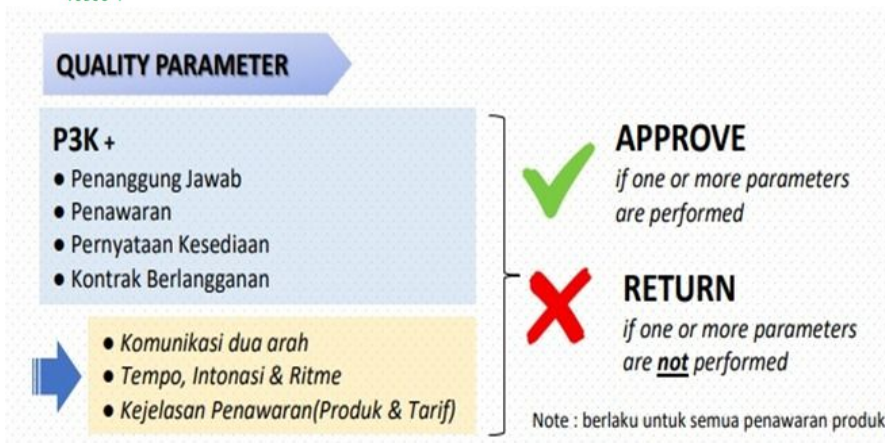 QUALITY PARAMETER
P3K +
● Penanggung Jawab
● Penawaran
● Pernyataan Kesediaan
● Kontrak Berlangganan
● Komunikasi dua arah
● Tempo, Intonasi & Ritme
● Kejelasan Penawaran(Produk & Tarif)
APPROVE
if one or more parameters
are performed
RETURN
if one or more parameters
are not performed
Note : berlaku untuk semua penawaran produk